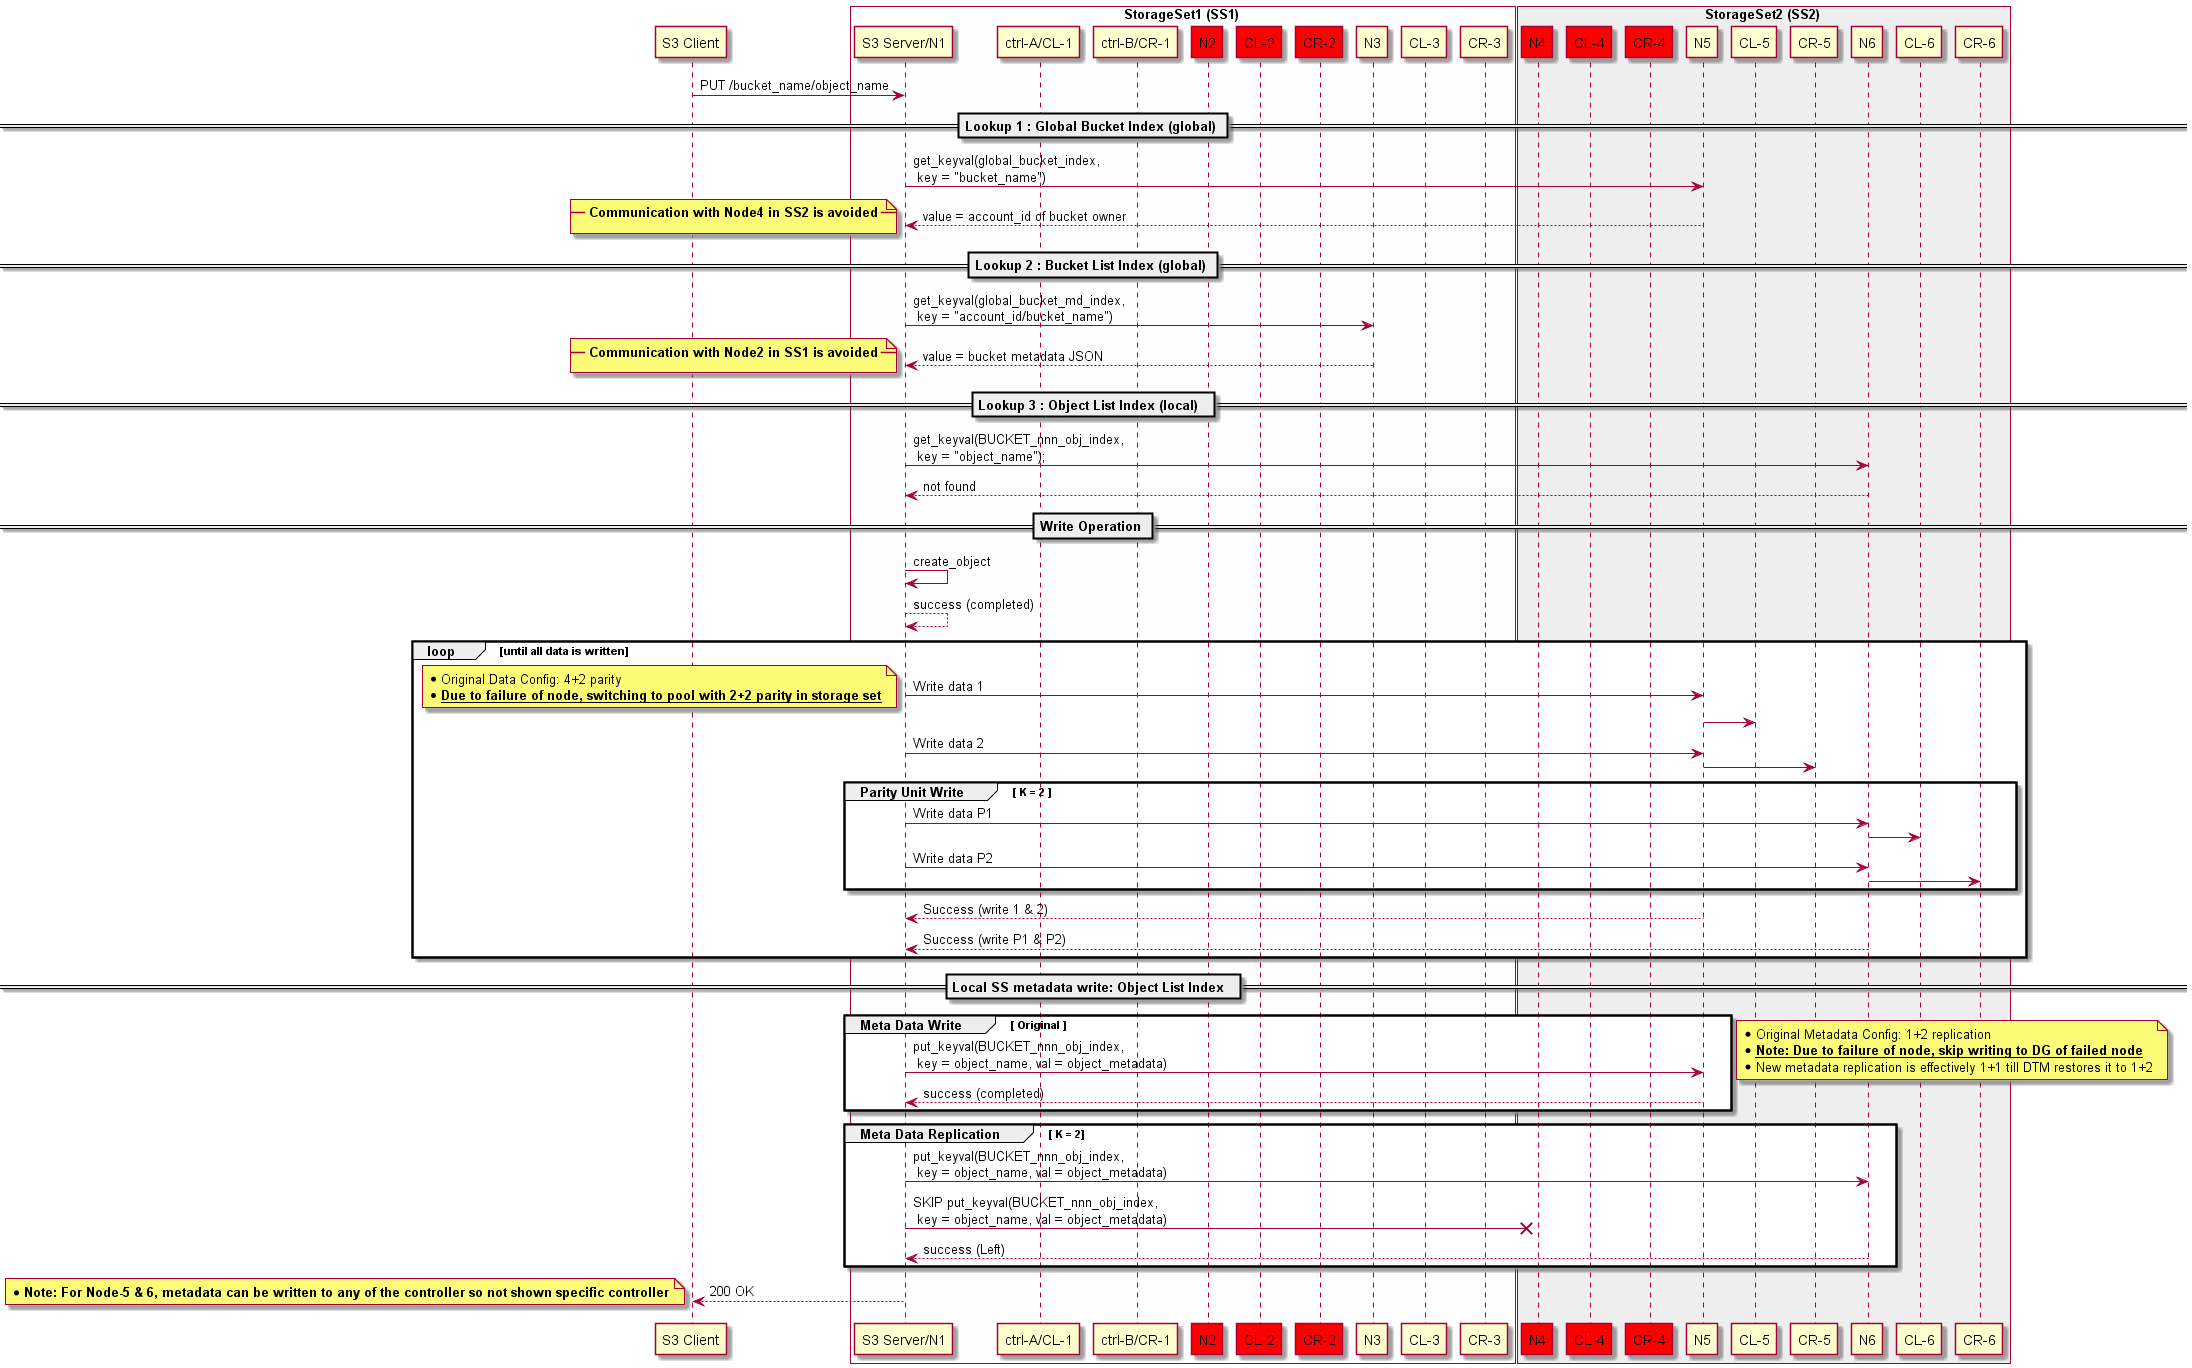 StorageSet1 (SS1)
StorageSet2 (SS2)
S3 Client
S3 Server/N1
ctrl-A/CL-1
ctrl-B/CR-1
N2
CL-2
CR-2
N3
CL-3
CR-3
N4
CL-4
CR-4
N5
CL-5
CR-5
N6
CL-6
CR-6
PUT /bucket_name/object_name
Lookup 1 : Global Bucket Index (global)
get_keyval(global_bucket_index,
key = "bucket_name")
Communication with Node4 in SS2 is avoided
value = account_id of bucket owner
Lookup 2 : Bucket List Index (global)
get_keyval(global_bucket_md_index,
key = "account_id/bucket_name")
Communication with Node2 in SS1 is avoided
value = bucket metadata JSON
Lookup 3 : Object List Index (local)
get_keyval(BUCKET_nnn_obj_index,
key = "object_name");
not found
Write Operation
create_object
success (completed)
loop [until all data is written]
• Original Data Config: 4+2 parity
• Due to failure of node, switching to pool with 2+2 parity in storage set
Write data 1
Write data 2
Parity Unit Write [ K = 2 ]
Write data P1
Write data P2
Success (write 1 & 2)
Success (write P1 & P2)
Local SS metadata write: Object List Index
Meta Data Write [ Original ]
put_keyval(BUCKET_nnn_obj_index,
key = object_name, val = object_metadata)
• Original Metadata Config: 1+2 replication
• Note: Due to failure of node, skip writing to DG of failed node
• New metadata replication is effectively 1+1 till DTM restores it to 1+2
success (completed)
Meta Data Replication [ K = 2]
put_keyval(BUCKET_nnn_obj_index,
key = object_name, val = object_metadata)
SKIP put_keyval(BUCKET_nnn_obj_index,
key = object_name, val = object_metadata)
success (Left)
• Note: For Node-5 & 6, metadata can be written to any of the controller so not shown specific controller
200 OK
S3 Client
S3 Server/N1
ctrl-A/CL-1
ctrl-B/CR-1
N2
CL-2
CR-2
N3
CL-3
CR-3
N4
CL-4
CR-4
N5
CL-5
CR-5
N6
CL-6
CR-6